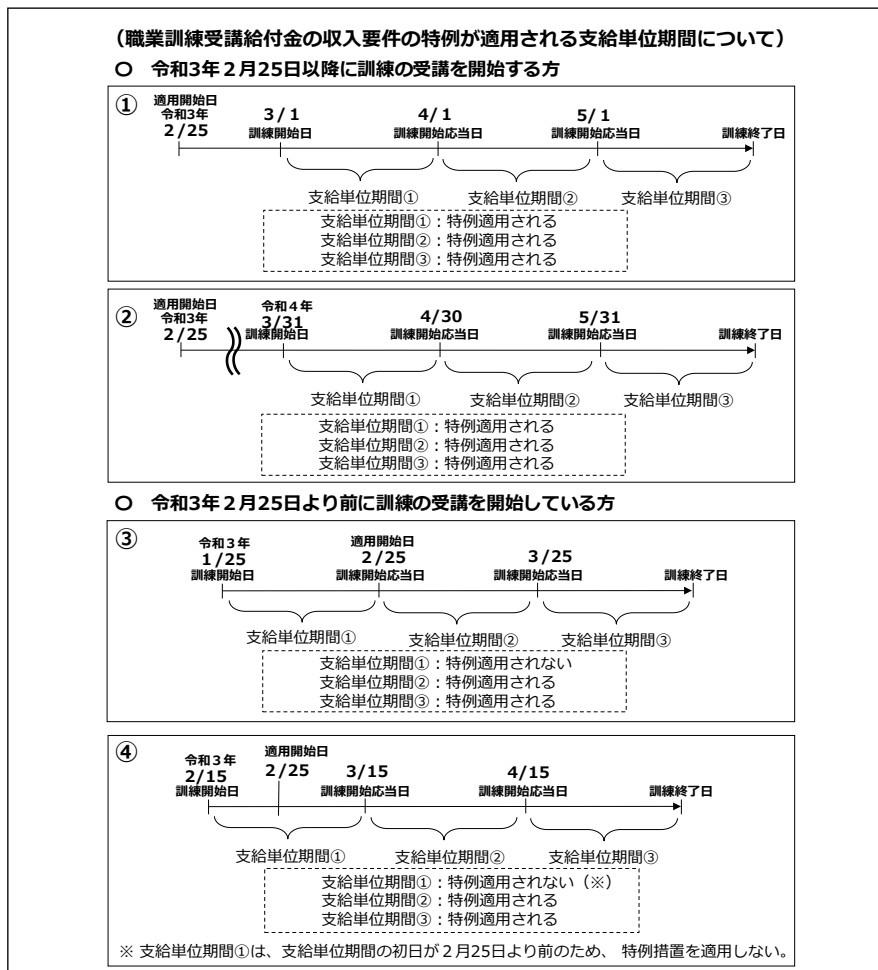 （職業訓練受講給付金の収入要件の特例が適用される支給単位期間について）
〇 令和3年２月25日以降に訓練の受講を開始する方
①
適用開始日
令和3年
2/25
3/1
訓練開始日
4/1
訓練開始応当日
5/1
訓練開始応当日
訓練終了日
支給単位期間①
支給単位期間②
支給単位期間③
支給単位期間①：特例適用される
支給単位期間②：特例適用される
支給単位期間③：特例適用される
②
適用開始日
令和3年
2/25
令和４年
3/31
訓練開始日
4/30
訓練開始応当日
5/31
訓練開始応当日
訓練終了日
支給単位期間①
支給単位期間②
支給単位期間③
支給単位期間①：特例適用される
支給単位期間②：特例適用される
支給単位期間③：特例適用される
〇 令和3年２月25日より前に訓練の受講を開始している方
③
令和３年
1/25
訓練開始日
適用開始日
2/25
訓練開始応当日
3/25
訓練開始応当日
訓練終了日
支給単位期間①
支給単位期間②
支給単位期間③
支給単位期間①：特例適用されない
支給単位期間②：特例適用される
支給単位期間③：特例適用される
④
令和３年
2/15
訓練開始日
適用開始日
2/25
3/15
訓練開始応当日
4/15
訓練開始応当日
訓練終了日
支給単位期間①
支給単位期間②
支給単位期間③
支給単位期間①：特例適用されない（※）
支給単位期間②：特例適用される
支給単位期間③：特例適用される
※ 支給単位期間①は、支給単位期間の初日が２月25日より前のため、 特例措置を適用しない。